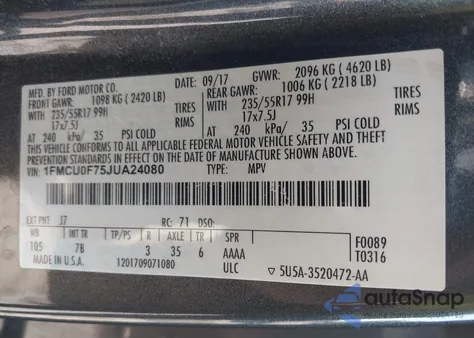 MFD. BY FORD MOTOR CO.
DATE: 09/17 GVWR: 2096 KG ( 4620 LB)
FRONT GAWR: 1098 KG ( 2420 LB) REAR GAWR: 1006 KG ( 2218 LB)
WITH 235/55R17 99H TIRES WITH 235/55R17 99H TIRES
17x7.5J RIMS 17x7.5J RIMS
AT 240 kPa/ 35 PSI COLD AT 240 kPa/ 35 PSI COLD
THIS VEHICLE CONFORMS TO ALL APPLICABLE FEDERAL MOTOR VEHICLE SAFETY AND THEFT PREVENTION STANDARDS IN EFFECT ON THE DATE OF MANUFACTURE SHOWN ABOVE.
VIN: 1FMCU0F75JUA24080 TYPE: MPV
EXT PNT: J7 RC: 71 DSO:
WB INT TR TP/PS R AXLE TR SPR
105 7B 3 35 6 AAAA
MADE IN U.S.A. 1201709071080 ULC
F0089
T0316
▽ 5U5A-3520472-AA
autoSnap